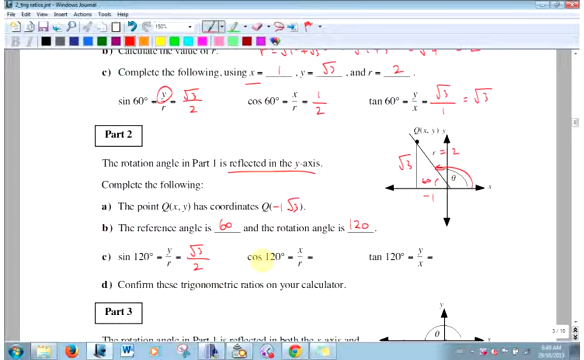 2_trig ratios.jnt - Windows Journal
File Edit View Insert Actions Tools Help
150%
b) Calculate the value of r.
c) Complete the following, using x = 1 , y = √3 , and r = 2 .
sin 60° = y/r = √3/2 cos 60° = x/r = 1/2 tan 60° = y/x = √3/1 = √3
Part 2
Q(x, y) y
The rotation angle in Part 1 is reflected in the y-axis.
r = 2
√3
60 θ
x
-1
Complete the following:
a) The point Q(x, y) has coordinates Q(-1 √3).
b) The reference angle is 60 and the rotation angle is 120 .
c) sin 120° = y/r = √3/2 cos 120° = x/r = tan 120° = y/x =
d) Confirm these trigonometric ratios on your calculator.
Part 3
y
The rotation angle in Part 1 is reflected in both the x-axis and
θ
3 / 10
9:49 AM